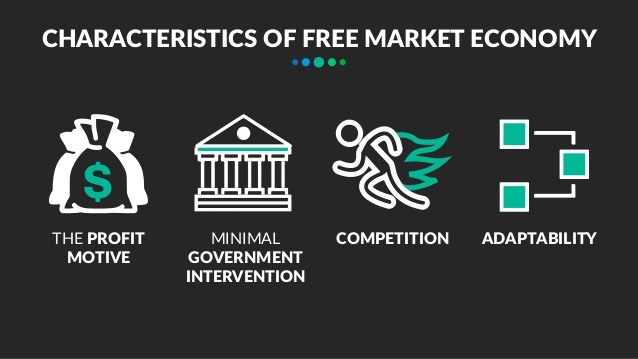 CHARACTERISTICS OF FREE MARKET ECONOMY
$
THE PROFIT
MOTIVE
MINIMAL
GOVERNMENT
INTERVENTION
COMPETITION
ADAPTABILITY